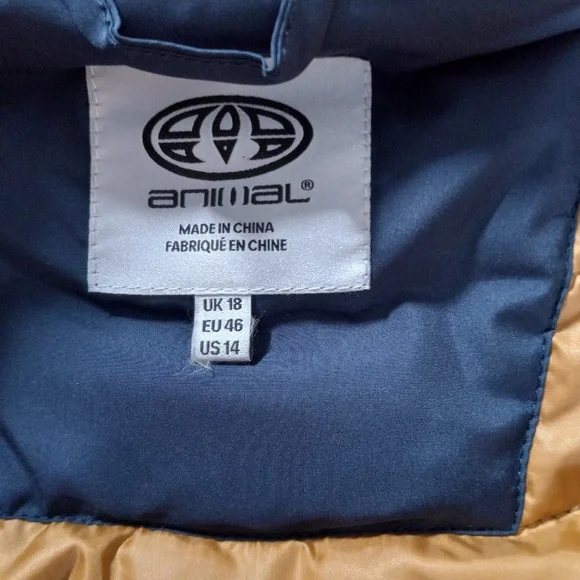 animal®
MADE IN CHINA
FABRIQUÉ EN CHINE
UK 18
EU 46
US 14